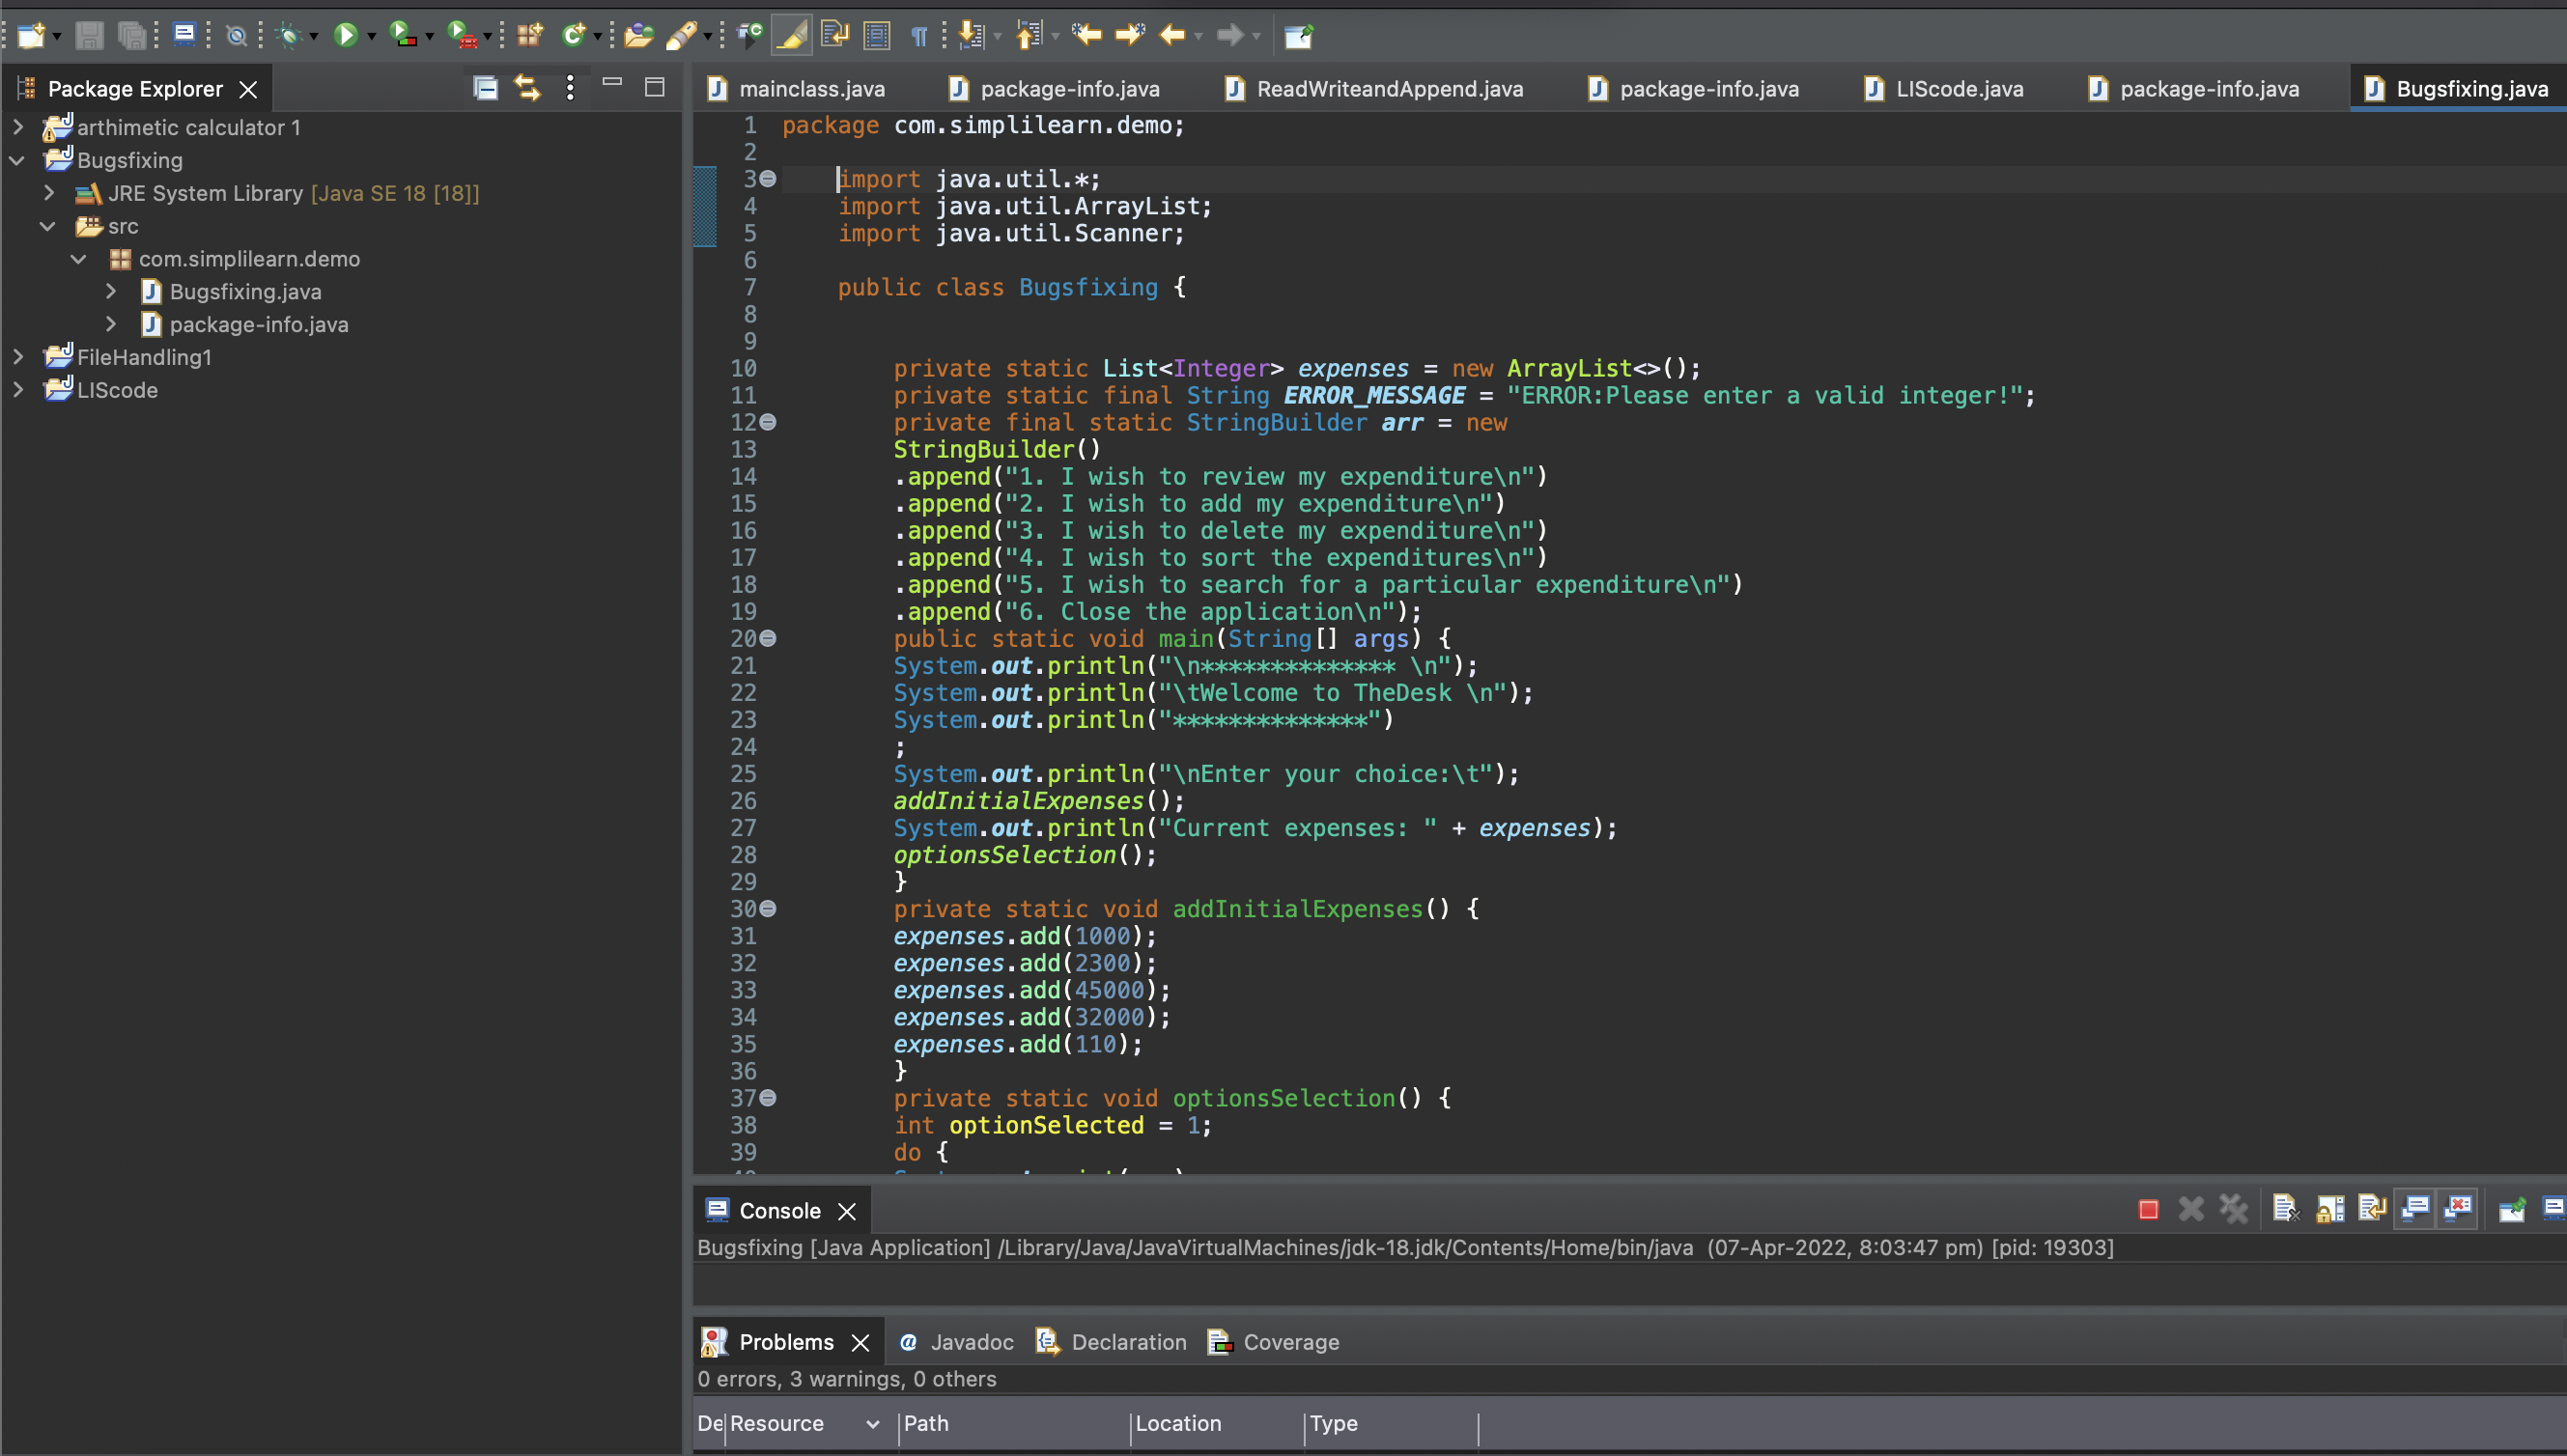 Package Explorer
mainclass.java
package-info.java
ReadWriteandAppend.java
package-info.java
LIScode.java
package-info.java
Bugsfixing.java
arthimetic calculator 1
Bugsfixing
JRE System Library [Java SE 18 [18]]
src
com.simplilearn.demo
Bugsfixing.java
package-info.java
FileHandling1
LIScode
1 package com.simplilearn.demo;
2
3 import java.util.*;
4 import java.util.ArrayList;
5 import java.util.Scanner;
6
7 public class Bugsfixing {
8
9
10 private static List<Integer> expenses = new ArrayList<>();
11 private static final String ERROR_MESSAGE = "ERROR:Please enter a valid integer!";
12 private final static StringBuilder arr = new
13 StringBuilder()
14 .append("1. I wish to review my expenditure\n")
15 .append("2. I wish to add my expenditure\n")
16 .append("3. I wish to delete my expenditure\n")
17 .append("4. I wish to sort the expenditures\n")
18 .append("5. I wish to search for a particular expenditure\n")
19 .append("6. Close the application\n");
20 public static void main(String[] args) {
21 System.out.println("\n************** \n");
22 System.out.println("\tWelcome to TheDesk \n");
23 System.out.println("**************")
24 ;
25 System.out.println("\nEnter your choice:\t");
26 addInitialExpenses();
27 System.out.println("Current expenses: " + expenses);
28 optionsSelection();
29 }
30 private static void addInitialExpenses() {
31 expenses.add(1000);
32 expenses.add(2300);
33 expenses.add(45000);
34 expenses.add(32000);
35 expenses.add(110);
36 }
37 private static void optionsSelection() {
38 int optionSelected = 1;
39 do {
Console
Bugsfixing [Java Application] /Library/Java/JavaVirtualMachines/jdk-18.jdk/Contents/Home/bin/java (07-Apr-2022, 8:03:47 pm) [pid: 19303]
Problems
Javadoc
Declaration
Coverage
0 errors, 3 warnings, 0 others
De
Resource
Path
Location
Type